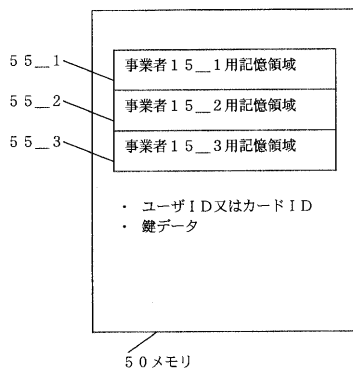 ５５＿１
事業者１５＿１用記憶領域
５５＿２
事業者１５＿２用記憶領域
５５＿３
事業者１５＿３用記憶領域
・ ユーザＩＤ又はカードＩＤ
・ 鍵データ
５０メモリ